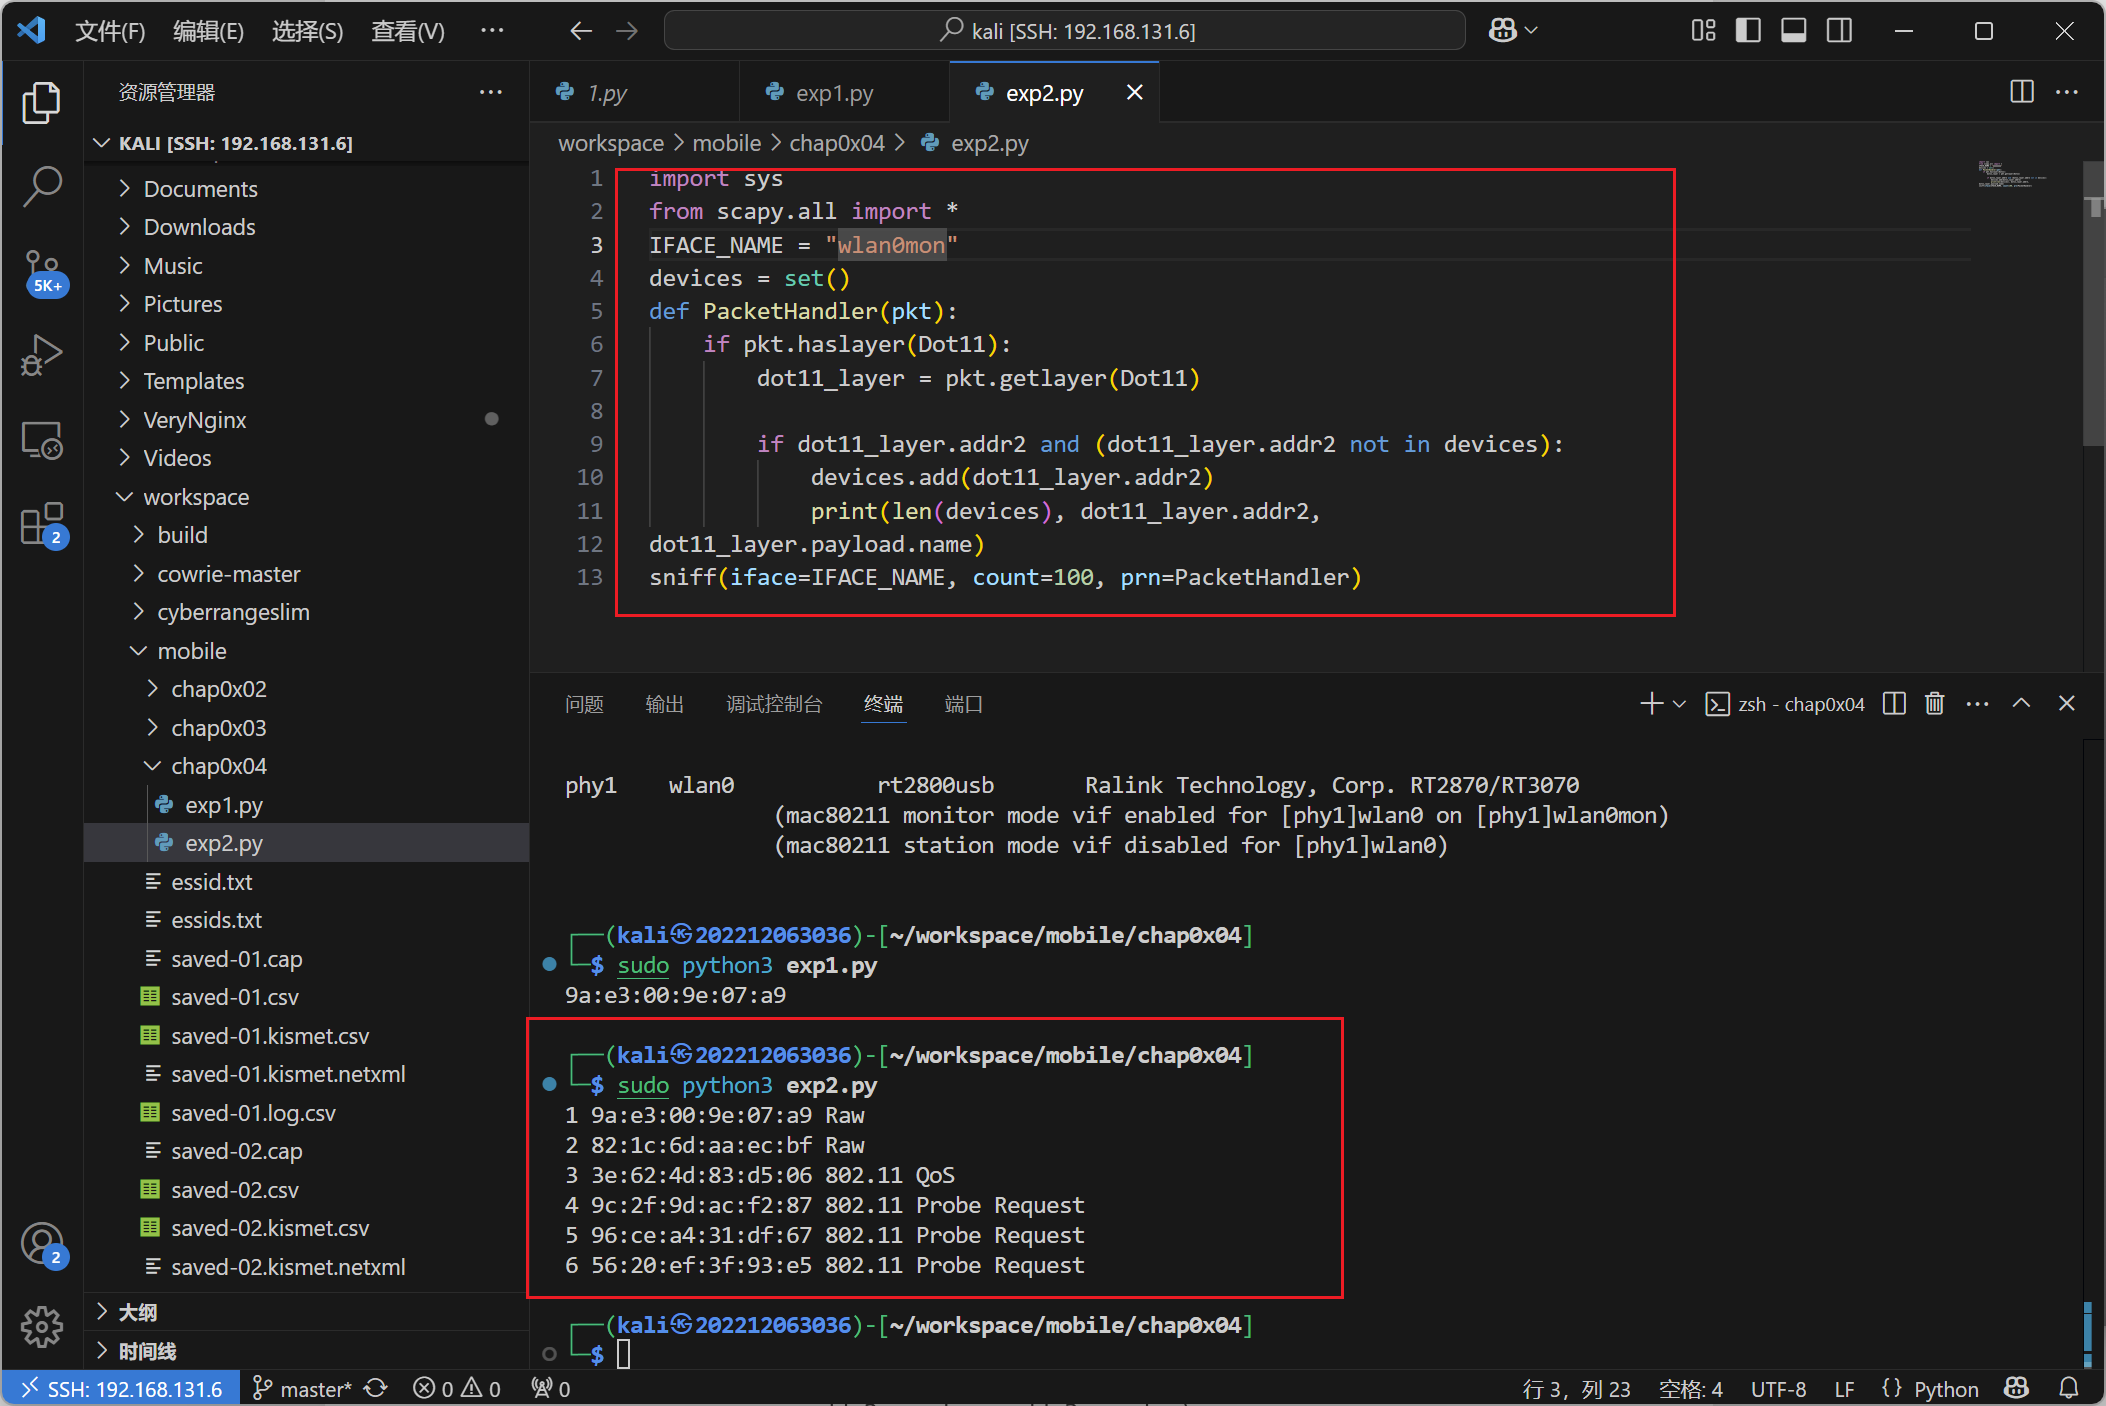 文件(F) 编辑(E) 选择(S) 查看(V) ··· kali [SSH: 192.168.131.6]
资源管理器 ···
KALI [SSH: 192.168.131.6]
Documents
Downloads
Music
Pictures
Public
Templates
VeryNginx
Videos
workspace
build
cowrie-master
cyberrangeslim
mobile
chap0x02
chap0x03
chap0x04
exp1.py
exp2.py
essid.txt
essids.txt
saved-01.cap
saved-01.csv
saved-01.kismet.csv
saved-01.kismet.netxml
saved-01.log.csv
saved-02.cap
saved-02.csv
saved-02.kismet.csv
saved-02.kismet.netxml
大纲
时间线
5K+
2
2
1.py exp1.py exp2.py
workspace > mobile > chap0x04 > exp2.py
1 import sys
2 from scapy.all import *
3 IFACE_NAME = "wlan0mon"
4 devices = set()
5 def PacketHandler(pkt):
6 if pkt.haslayer(Dot11):
7 dot11_layer = pkt.getlayer(Dot11)
8
9 if dot11_layer.addr2 and (dot11_layer.addr2 not in devices):
10 devices.add(dot11_layer.addr2)
11 print(len(devices), dot11_layer.addr2,
12 dot11_layer.payload.name)
13 sniff(iface=IFACE_NAME, count=100, prn=PacketHandler)
问题 输出 调试控制台 终端 端口 zsh - chap0x04 ···
phy1 wlan0 rt2800usb Ralink Technology, Corp. RT2870/RT3070
(mac80211 monitor mode vif enabled for [phy1]wlan0 on [phy1]wlan0mon)
(mac80211 station mode vif disabled for [phy1]wlan0)
┌──(kali㉿202212063036)-[~/workspace/mobile/chap0x04]
└─$ sudo python3 exp1.py
9a:e3:00:9e:07:a9
┌──(kali㉿202212063036)-[~/workspace/mobile/chap0x04]
└─$ sudo python3 exp2.py
1 9a:e3:00:9e:07:a9 Raw
2 82:1c:6d:aa:ec:bf Raw
3 3e:62:4d:83:d5:06 802.11 QoS
4 9c:2f:9d:ac:f2:87 802.11 Probe Request
5 96:ce:a4:31:df:67 802.11 Probe Request
6 56:20:ef:3f:93:e5 802.11 Probe Request
┌──(kali㉿202212063036)-[~/workspace/mobile/chap0x04]
└─$
SSH: 192.168.131.6 master* 0 0 0 行 3，列 23 空格: 4 UTF-8 LF {} Python